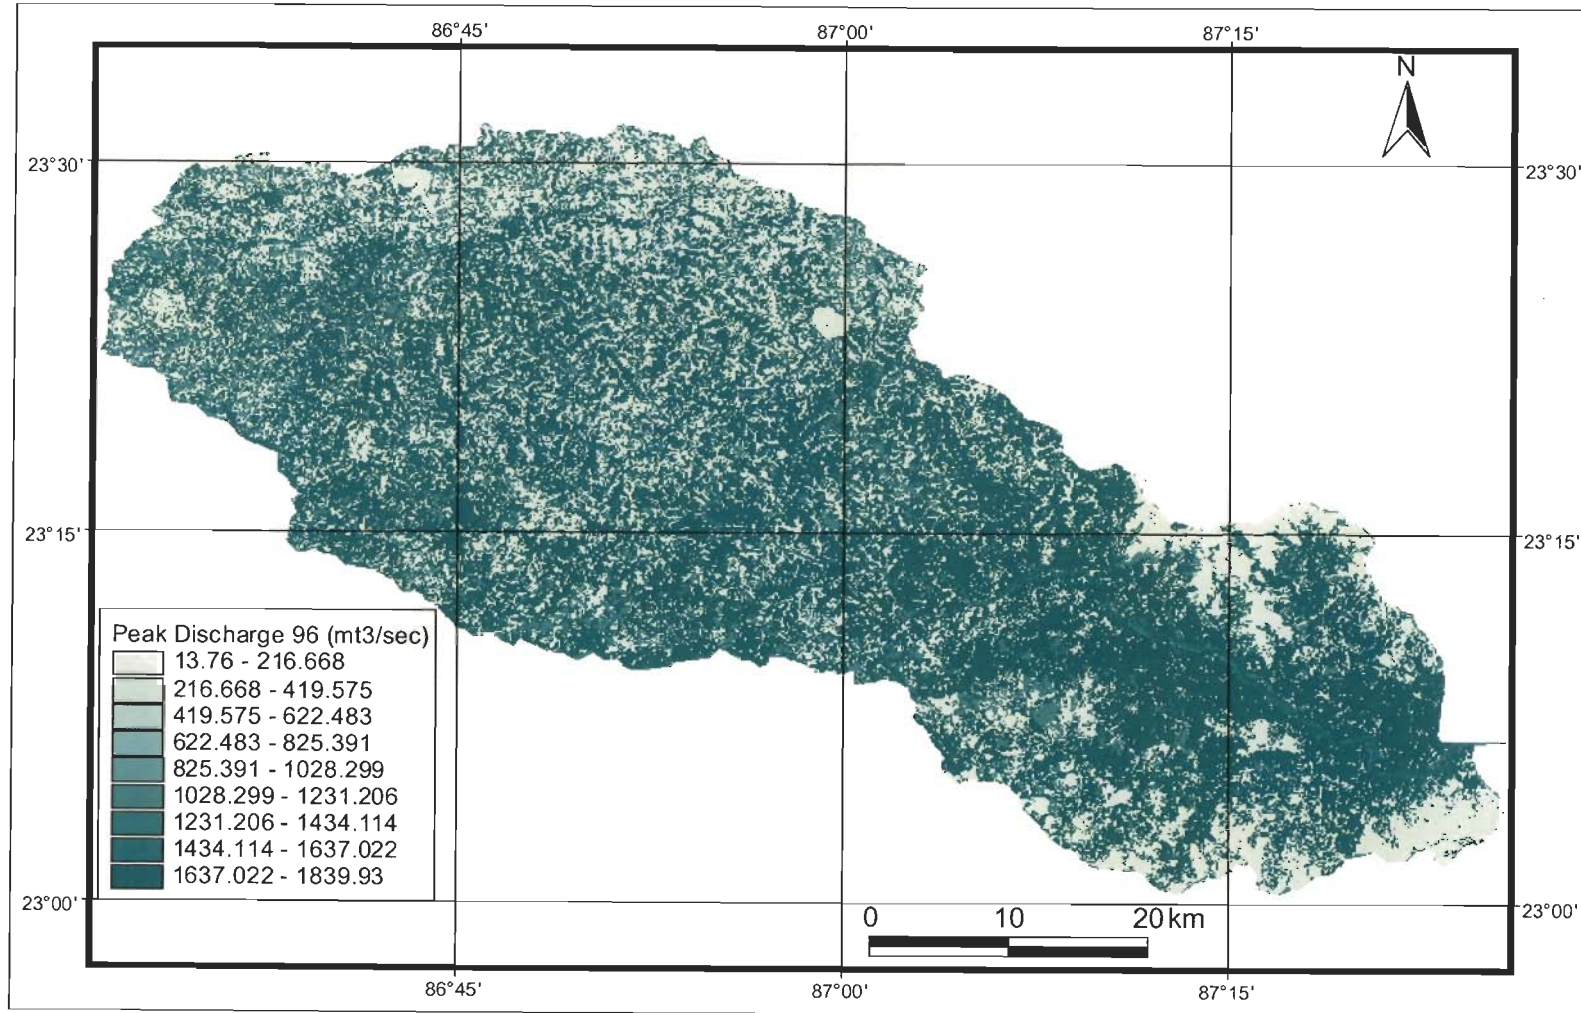 86°45' 87°00' 87°15'
N
23°30' 23°30'
23°15' 23°15'
Peak Discharge 96 (mt3/sec)
13.76 - 216.668
216.668 - 419.575
419.575 - 622.483
622.483 - 825.391
825.391 - 1028.299
1028.299 - 1231.206
1231.206 - 1434.114
1434.114 - 1637.022
1637.022 - 1839.93
23°00' 23°00'
0 10 20 km
86°45' 87°00' 87°15'